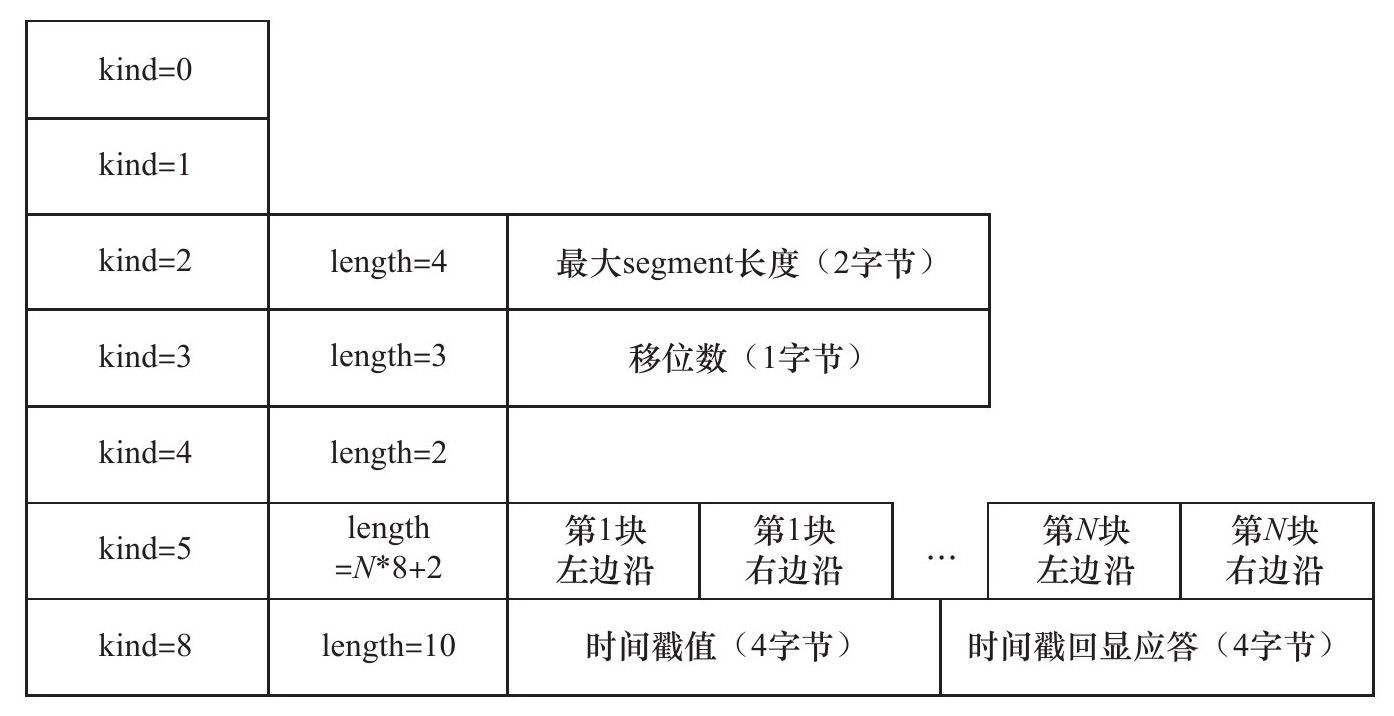 kind=0
kind=1
kind=2 length=4 最大segment长度（2字节）
kind=3 length=3 移位数（1字节）
kind=4 length=2
kind=5 length =N*8+2 第1块 左边沿 第1块 右边沿 … 第N块 左边沿 第N块 右边沿
kind=8 length=10 时间戳值（4字节） 时间戳回显应答（4字节）